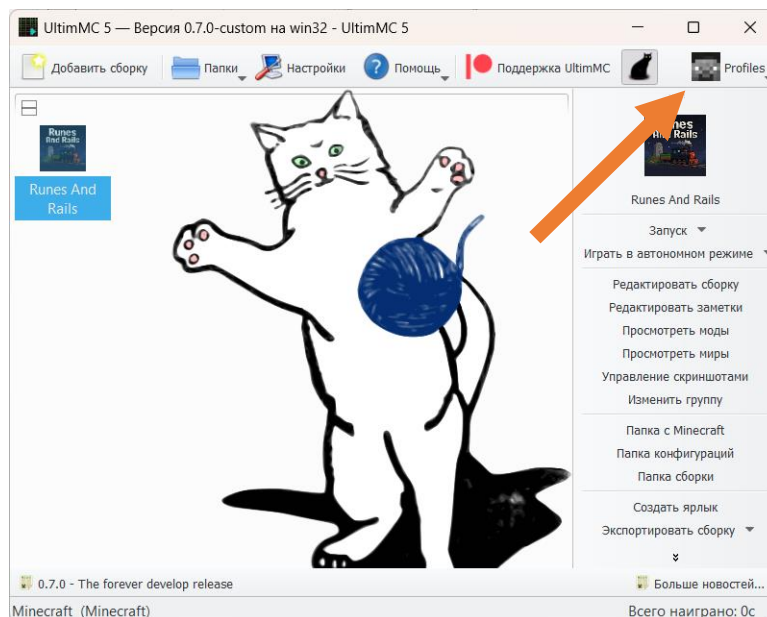 UltimMC 5 — Версия 0.7.0-custom на win32 - UltimMC 5
Добавить сборку Папки Настройки Помощь Поддержка UltimMC Profiles
Runes
And Rails
Runes And
Rails
And Rails
Runes And Rails
Запуск
Играть в автономном режиме
Редактировать сборку
Редактировать заметки
Просмотреть моды
Просмотреть миры
Управление скриншотами
Изменить группу
Папка с Minecraft
Папка конфигураций
Папка сборки
Создать ярлык
Экспортировать сборку
0.7.0 - The forever develop release
Больше новостей...
Minecraft (Minecraft)
Всего наиграно: 0с